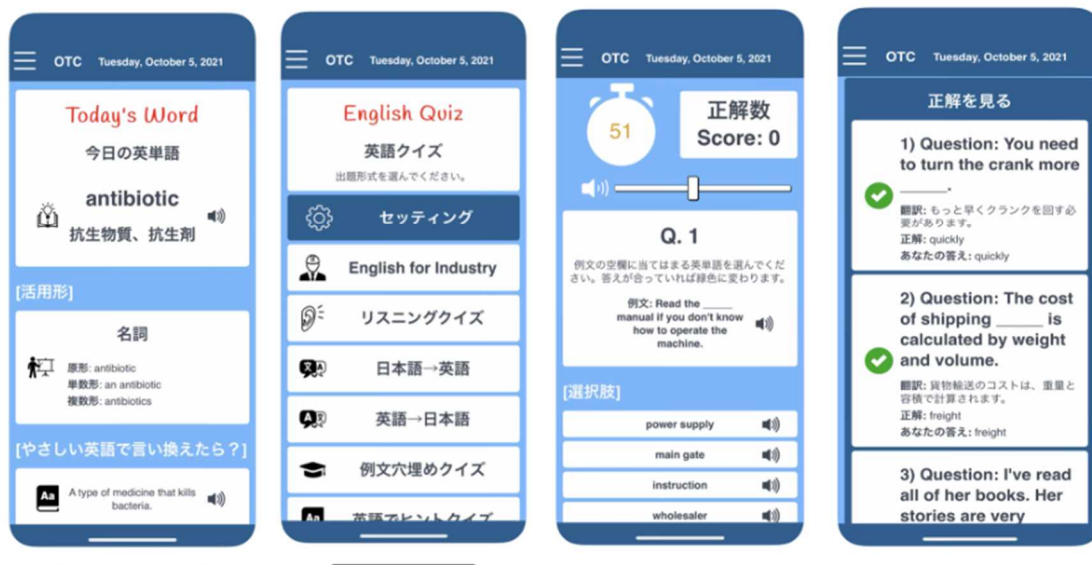 OTC Tuesday, October 5, 2021
Today's Word
今日の英単語
antibiotic
抗生物質、抗生剤
[活用形]
名詞
原形: antibiotic
単数形: an antibiotic
複数形: antibiotics
[やさしい英語で言い換えたら?]
Aa
A type of medicine that kills
bacteria.
OTC Tuesday, October 5, 2021
English Quiz
英語クイズ
出題形式を選んでください。
セッティング
English for Industry
リスニングクイズ
日本語→英語
英語→日本語
例文穴埋めクイズ
Aa 英語でヒントクイズ
OTC Tuesday, October 5, 2021
51
正解数
Score: 0
Q. 1
例文の空欄に当てはまる英単語を選んでくだ
さい。答えが合っていれば緑色に変わります。
例文: Read the _____
manual if you don't know
how to operate the
machine.
[選択肢]
power supply
main gate
instruction
wholesaler
OTC Tuesday, October 5, 2021
正解を見る
1) Question: You need
to turn the crank more
______.
翻訳: もっと早くクランクを回す必
要があります。
正解: quickly
あなたの答え: quickly
2) Question: The cost
of shipping _____ is
calculated by weight
and volume.
翻訳: 貨物輸送のコストは、重量と
容積で計算されます。
正解: freight
あなたの答え: freight
3) Question: I've read
all of her books. Her
stories are very